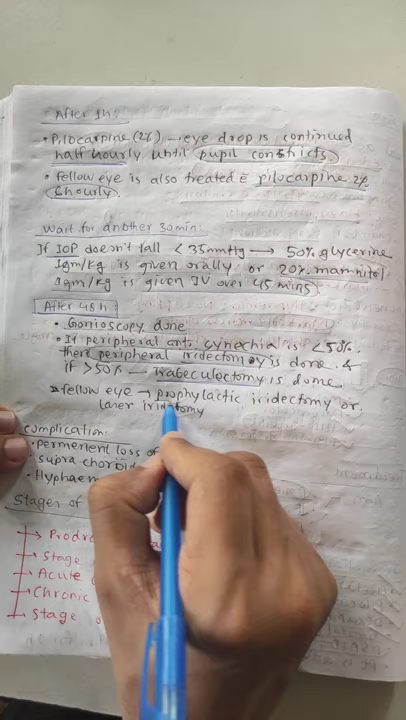 After 1h:
• Pilocarpine (2%) → eye drop is continued
half hourly until pupil constricts.
• fellow eye is also treated c̄ pilocarpine 2%
6 hourly.
Wait for another 30 min:
If IOP doesn't fall < 35mmHg → 50% glycerine
1gm/kg is given orally or 20% mannitol
1gm/kg is given IV over 45 mins
After 48h:
• Gonioscopy done
• If peripheral anti synechia is < 50%
then peripheral iridectomy is done &
if > 50% → trabeculectomy is done
fellow eye → prophylactic iridectomy or
laser iridotomy
Complication:
• permenent loss of
• supra choroid
• Hyphaem
Stages of
→ Prodro
→ Stage
→ Acute
→ Chronic
→ Stage o